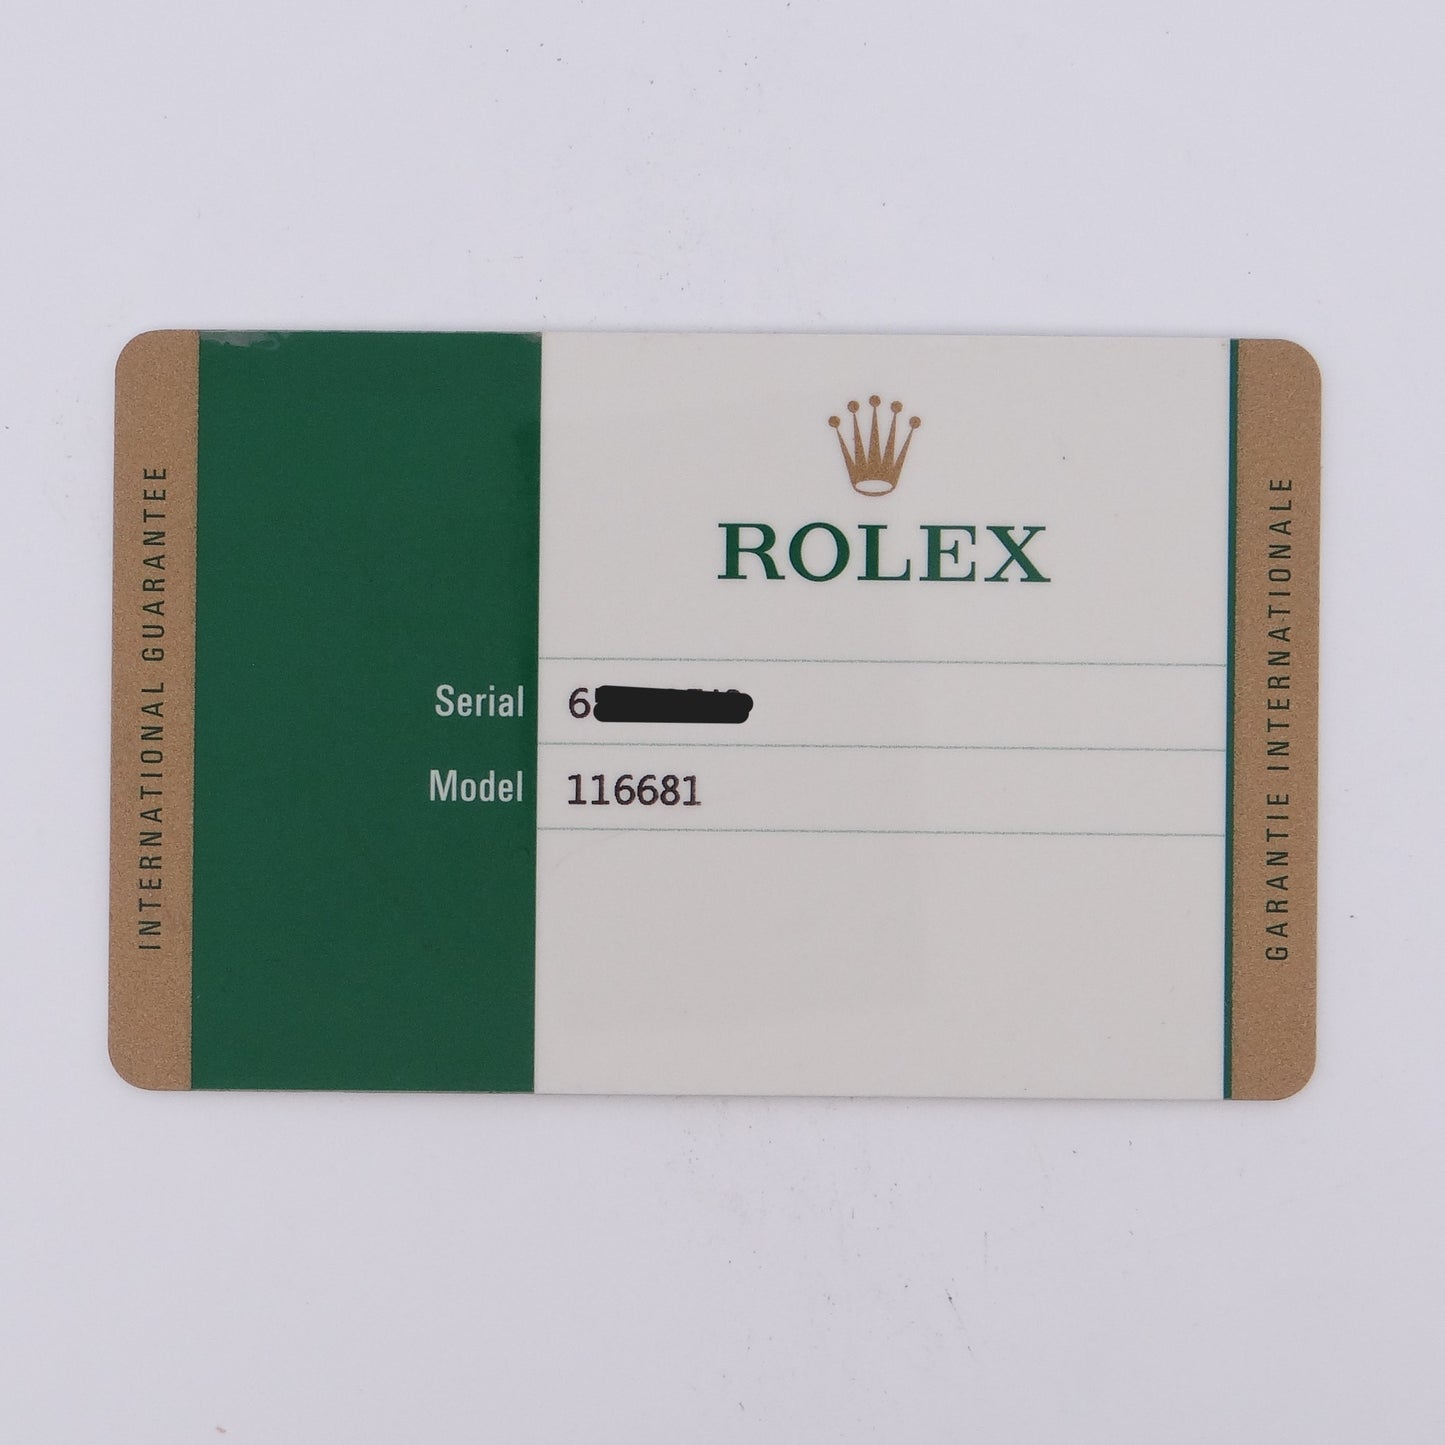 INTERNATIONAL GUARANTEE
ROLEX
Serial 6
Model 116681
GARANTIE INTERNATIONALE